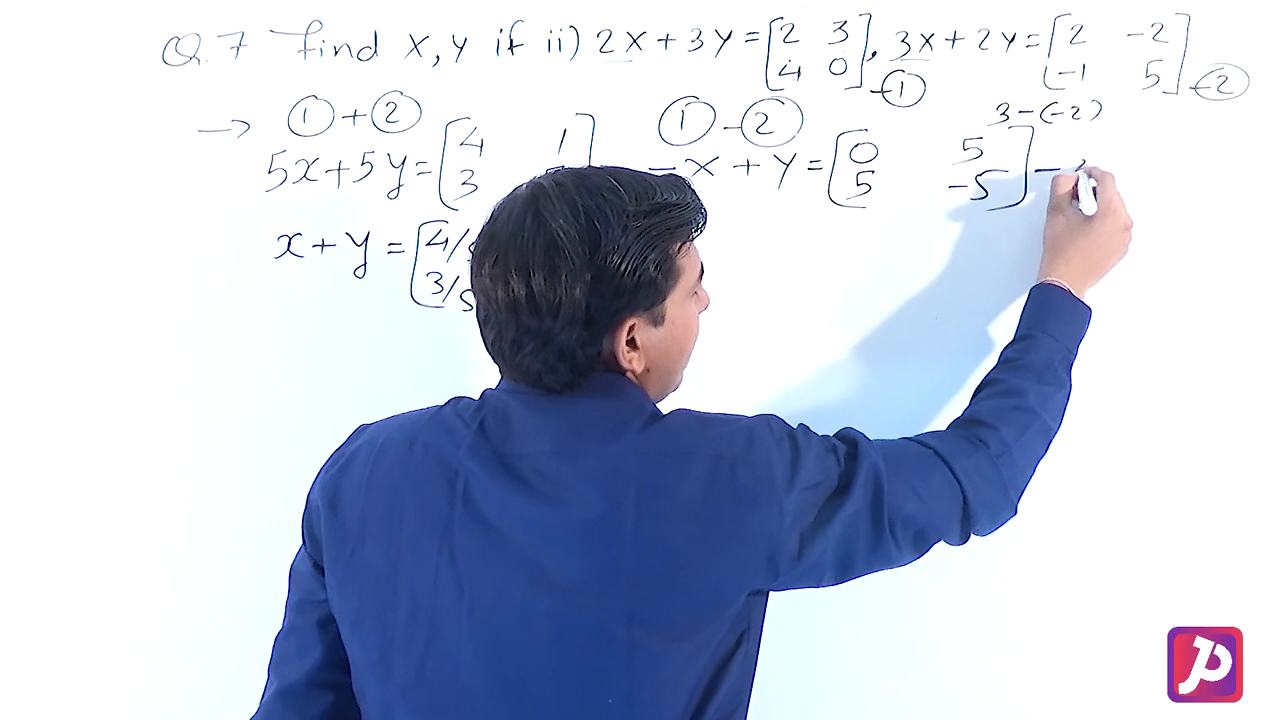 Q.7 Find X, Y if ii) 2X + 3Y = [2 3 4 0] -①, 3X + 2Y = [2 -2 -1 5] -②
→ ① + ②
5X + 5Y = [4 1 3
① - ②
3 - (-2)
-X + Y = [0 5 5 -5] -
X + Y = [4/5 3/5